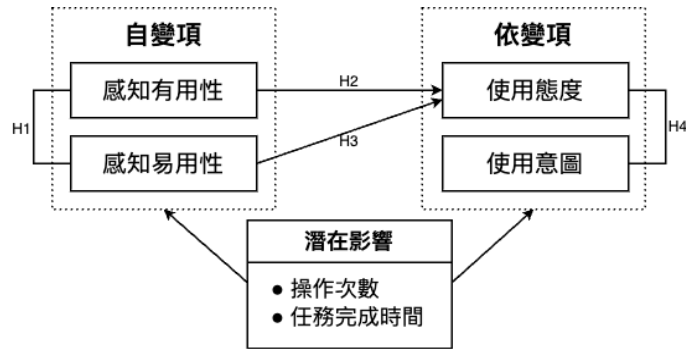 自變項
依變項
感知有用性
H2
使用態度
H1
H3
H4
感知易用性
使用意圖
潛在影響
● 操作次數
● 任務完成時間